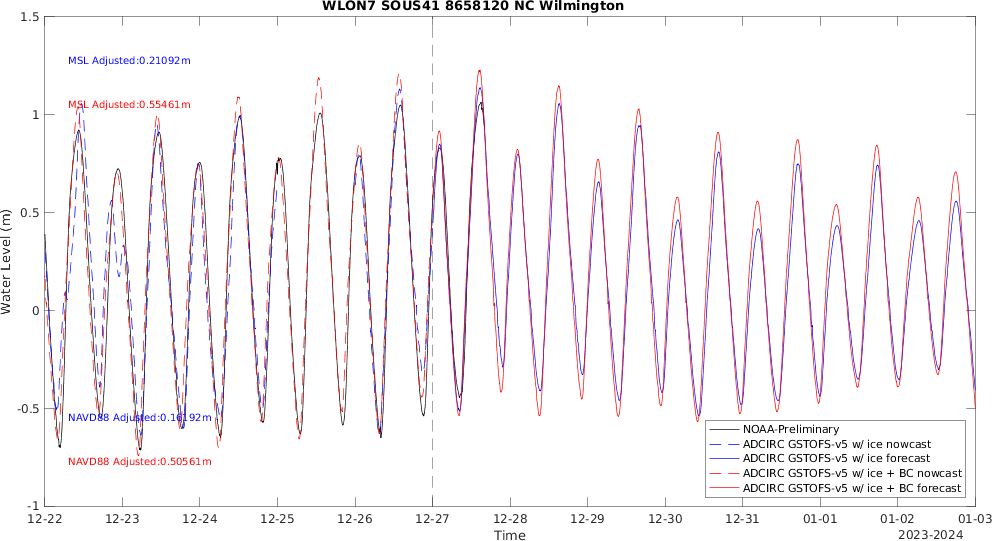 WLON7 SOUS41 8658120 NC Wilmington
1.5
1
0.5
0
-0.5
-1
Water Level (m)
MSL Adjusted:0.21092m
MSL Adjusted:0.55461m
NAVD88 Adjusted:0.16192m
NAVD88 Adjusted:0.50561m
NOAA-Preliminary
ADCIRC GSTOFS-v5 w/ ice nowcast
ADCIRC GSTOFS-v5 w/ ice forecast
ADCIRC GSTOFS-v5 w/ ice + BC nowcast
ADCIRC GSTOFS-v5 w/ ice + BC forecast
12-22 12-23 12-24 12-25 12-26 12-27 12-28 12-29 12-30 12-31 01-01 01-02 01-03
Time
2023-2024